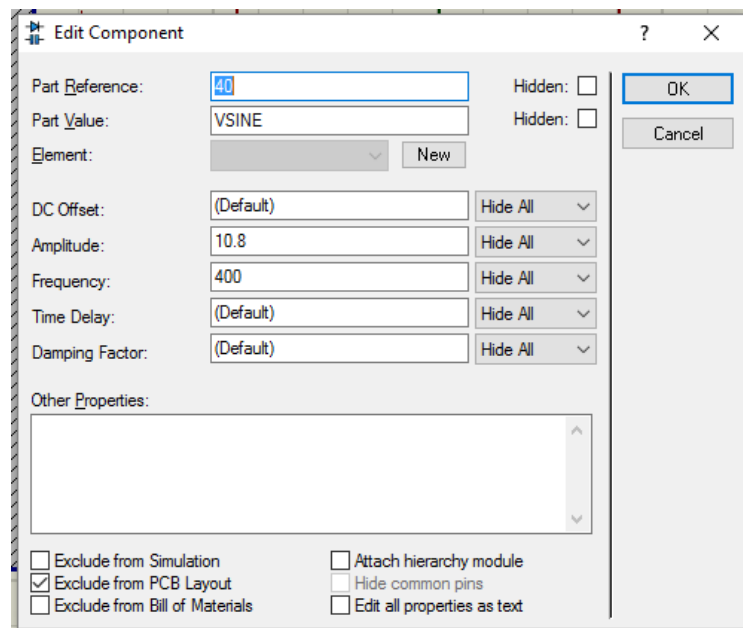 Edit Component ?
Part Reference: 40 Hidden: OK
Part Value: VSINE Hidden: Cancel
Element: New
DC Offset: (Default) Hide All
Amplitude: 10.8 Hide All
Frequency: 400 Hide All
Time Delay: (Default) Hide All
Damping Factor: (Default) Hide All
Other Properties:
Exclude from Simulation Attach hierarchy module
Exclude from PCB Layout Hide common pins
Exclude from Bill of Materials Edit all properties as text